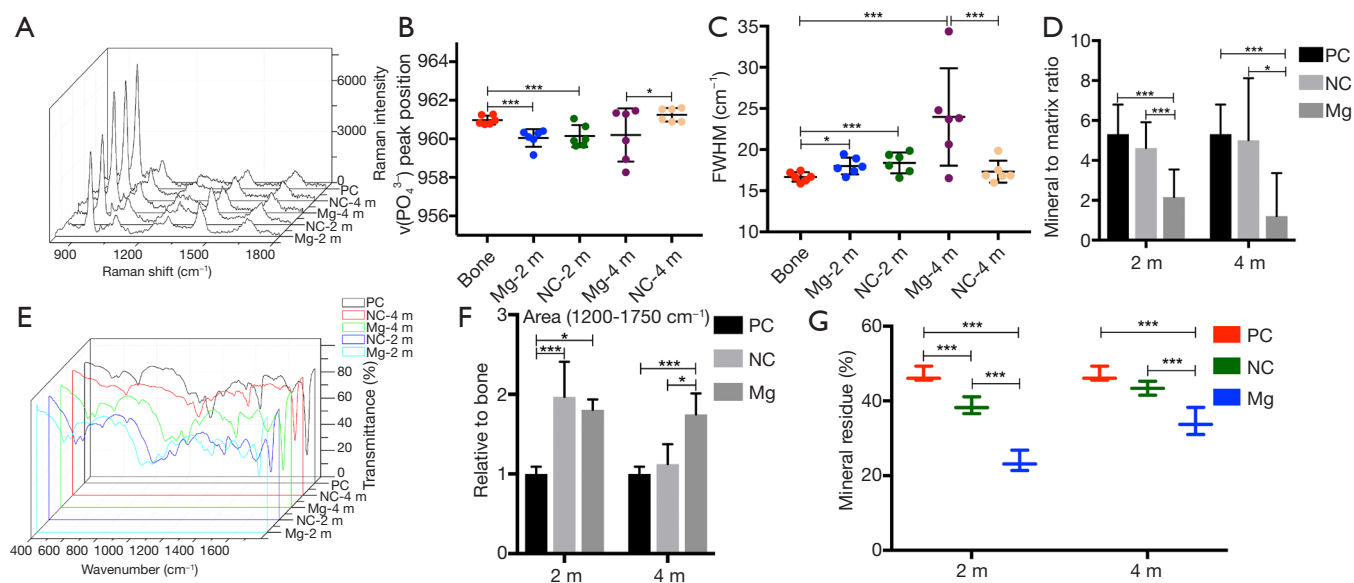 A
Raman intensity
6000
3000
0
PC
NC-4 m
Mg-4 m
NC-2 m
Mg-2 m
900 1000 1200 1500 1800
Raman shift (cm⁻¹)
B
v(PO₄³⁻) peak position
964
962
960
958
956
***
***
*
Bone
Mg-2 m
NC-2 m
Mg-4 m
NC-4 m
C
FWHM (cm⁻¹)
35
30
25
20
15
10
***
***
***
*
Bone
Mg-2 m
NC-2 m
Mg-4 m
NC-4 m
D
Mineral to matrix ratio
10
8
6
4
2
0
***
***
***
*
2 m 4 m
PC
NC
Mg
E
PC
NC-4 m
Mg-4 m
NC-2 m
Mg-2 m
Transmittance (%)
80
60
40
20
0
PC
NC-4 m
Mg-4 m
NC-2 m
Mg-2 m
400 600 800 1000 1200 1400 1600
Wavenumber (cm⁻¹)
F
Area (1200-1750 cm⁻¹)
Relative to bone
3
2
1
0
*
***
***
*
2 m 4 m
PC
NC
Mg
G
Mineral residue (%)
60
40
20
0
***
***
***
***
***
2 m 4 m
PC
NC
Mg